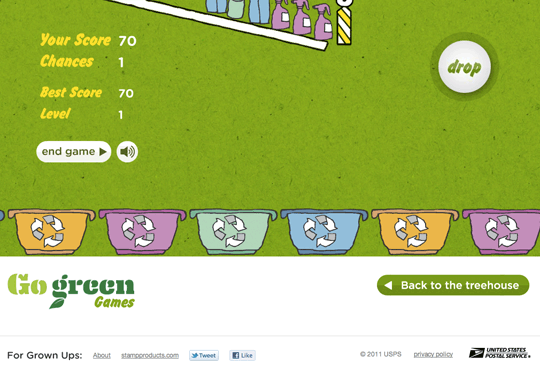 Your Score 70
Chances 1
drop
Best Score 70
Level 1
end game
Go green
Games
Back to the treehouse
For Grown Ups: About stampproducts.com Tweet Like © 2011 USPS privacy policy UNITED STATES
POSTAL SERVICE